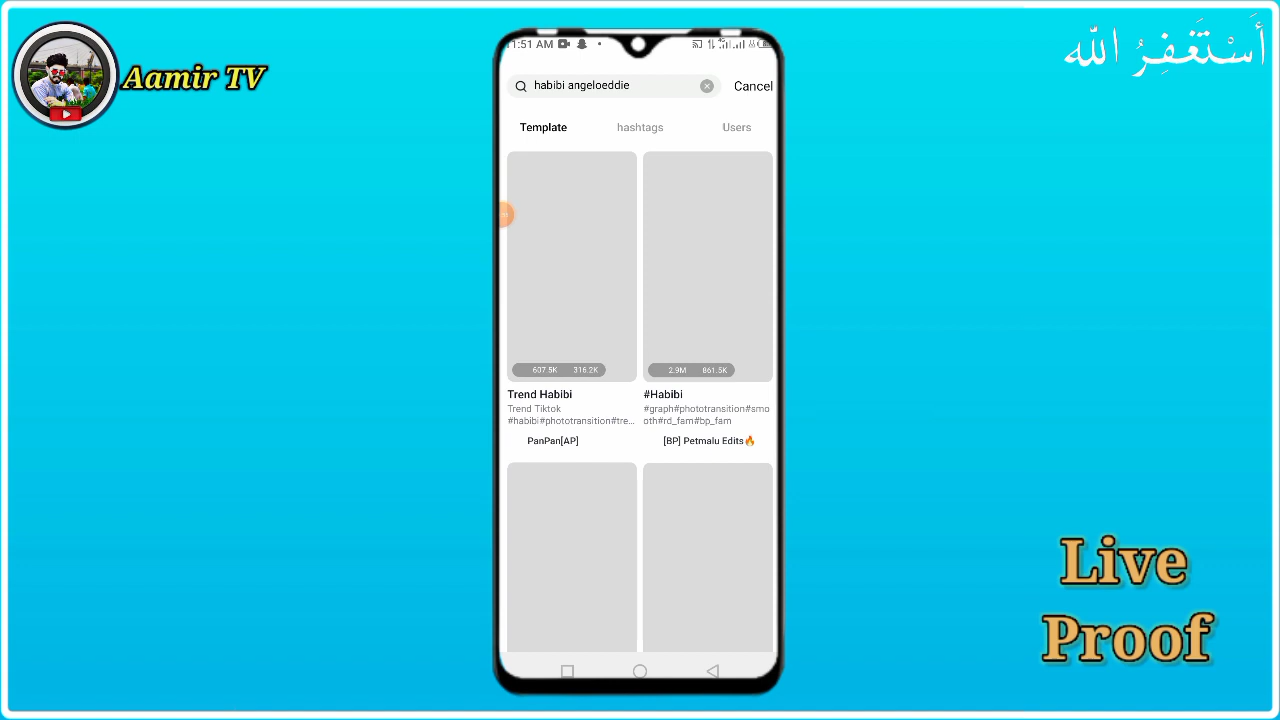 Aamir TV
أَسْتَغْفِرُ اللّٰه
11:51 AM
habibi angeloeddie
Cancel
Template
hashtags
Users
607.5K
316.2K
2.9M
861.5K
Trend Habibi
Trend Tiktok
#habibi#phototransition#tre...
PanPan[AP]
#Habibi
#graph#phototransition#smo
oth#rd_fam#bp_fam
[BP] Petmalu Edits🔥
Live
Proof